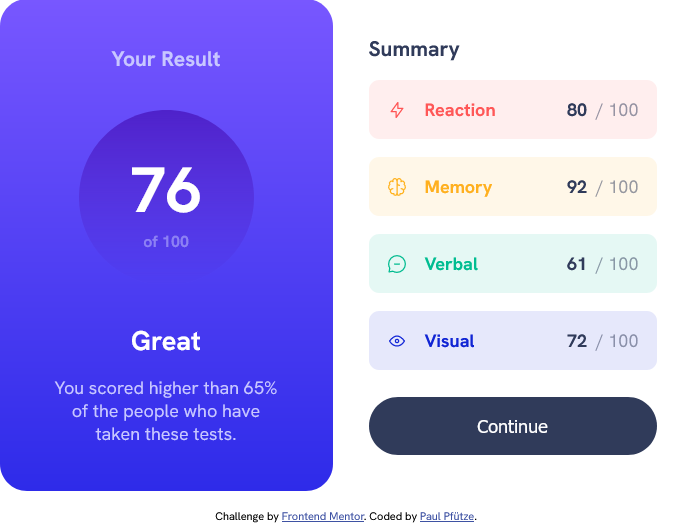 Your Result
76
of 100
Great
You scored higher than 65%
of the people who have
taken these tests.
Summary
Reaction 80 / 100
Memory 92 / 100
Verbal 61 / 100
Visual 72 / 100
Continue
Challenge by Frontend Mentor. Coded by Paul Pfütze.